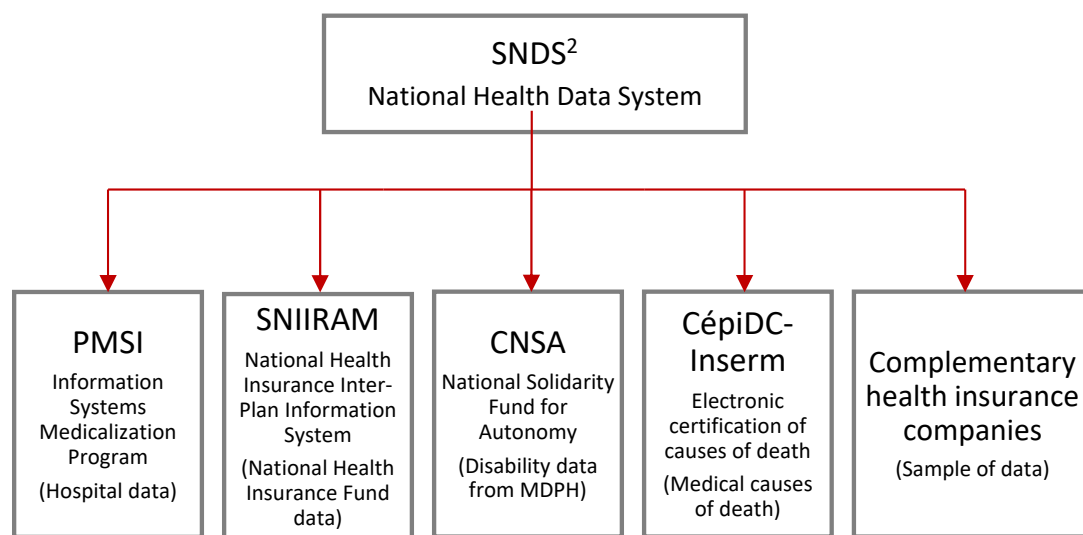 SNDS²
National Health Data System
PMSI
Information
Systems
Medicalization
Program
(Hospital data)
SNIIRAM
National Health
Insurance Inter-
Plan Information
System
(National Health
Insurance Fund
data)
CNSA
National Solidarity
Fund for
Autonomy
(Disability data
from MDPH)
CépiDC-
Inserm
Electronic
certification of
causes of death
(Medical causes
of death)
Complementary
health insurance
companies
(Sample of data)